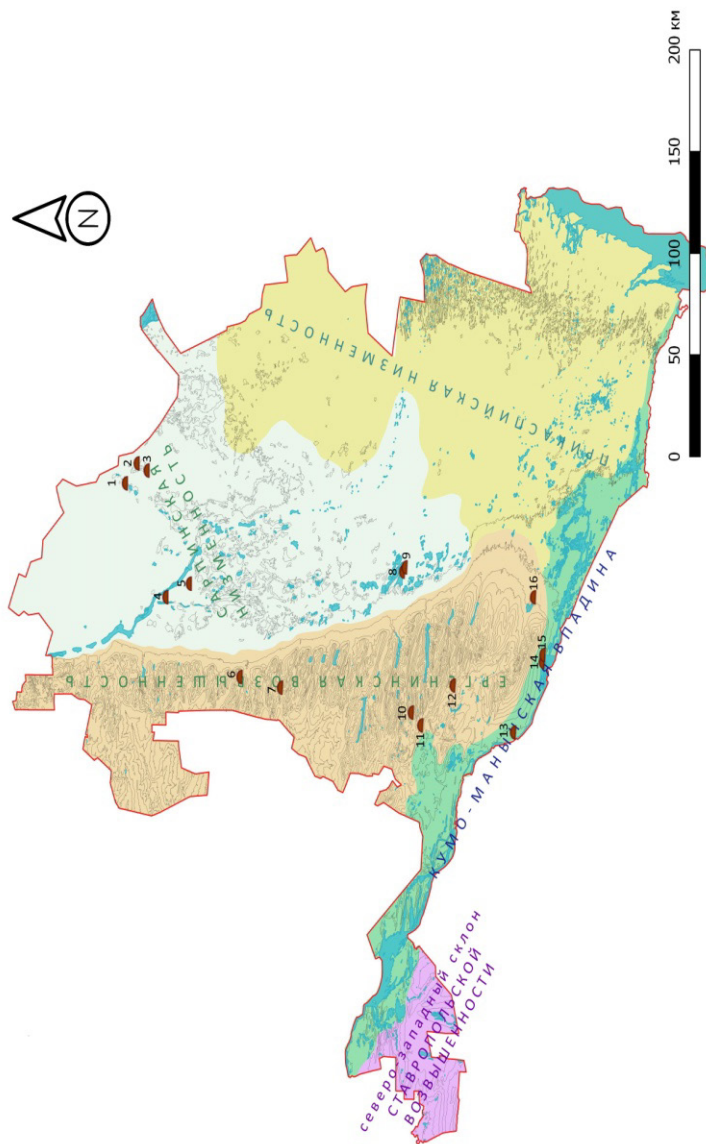 N
1
2
3
4
5
САРПИНСКАЯ
НИЗМЕННОСТЬ
6
7
8
9
ЕРГЕНИНСКАЯ ВОЗВЫШЕННОСТЬ
ПРИКАСПИЙСКАЯ НИЗМЕННОСТЬ
10
11
12
13
14
15
16
КУМО-МАНЫЧСКАЯ ВПАДИНА
северо-западный склон
СТАВРОПОЛЬСКОЙ
ВОЗВЫШЕННОСТИ
0 50 100 150 200 км